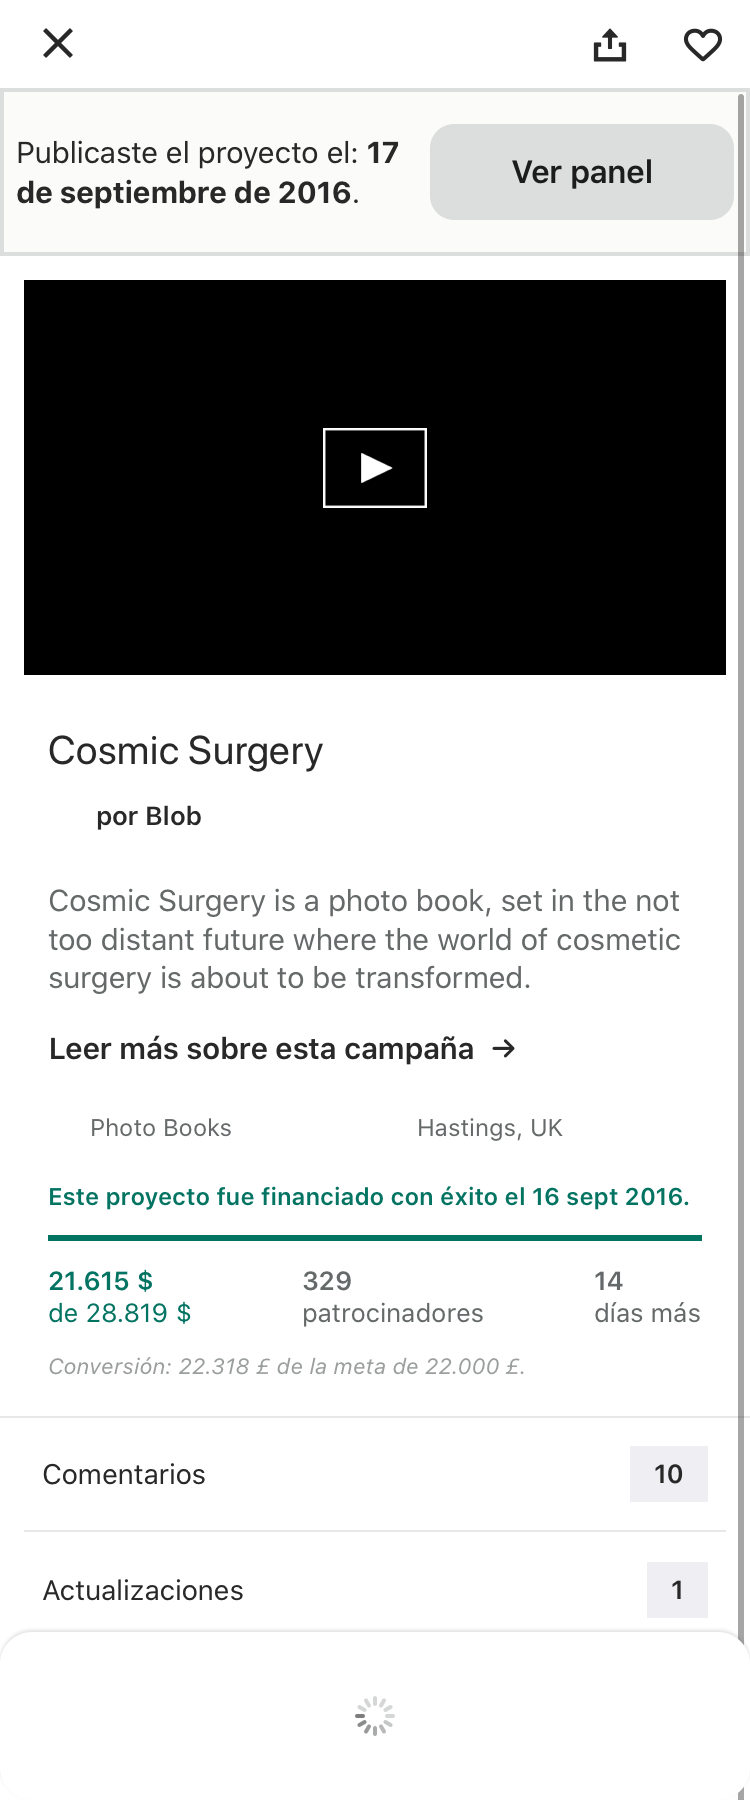 Publicaste el proyecto el: 17
de septiembre de 2016.
Ver panel
Cosmic Surgery
por Blob
Cosmic Surgery is a photo book, set in the not
too distant future where the world of cosmetic
surgery is about to be transformed.
Leer más sobre esta campaña →
Photo Books
Hastings, UK
Este proyecto fue financiado con éxito el 16 sept 2016.
21.615 $
de 28.819 $
329
patrocinadores
14
días más
Conversión: 22.318 £ de la meta de 22.000 £.
Comentarios
10
Actualizaciones
1